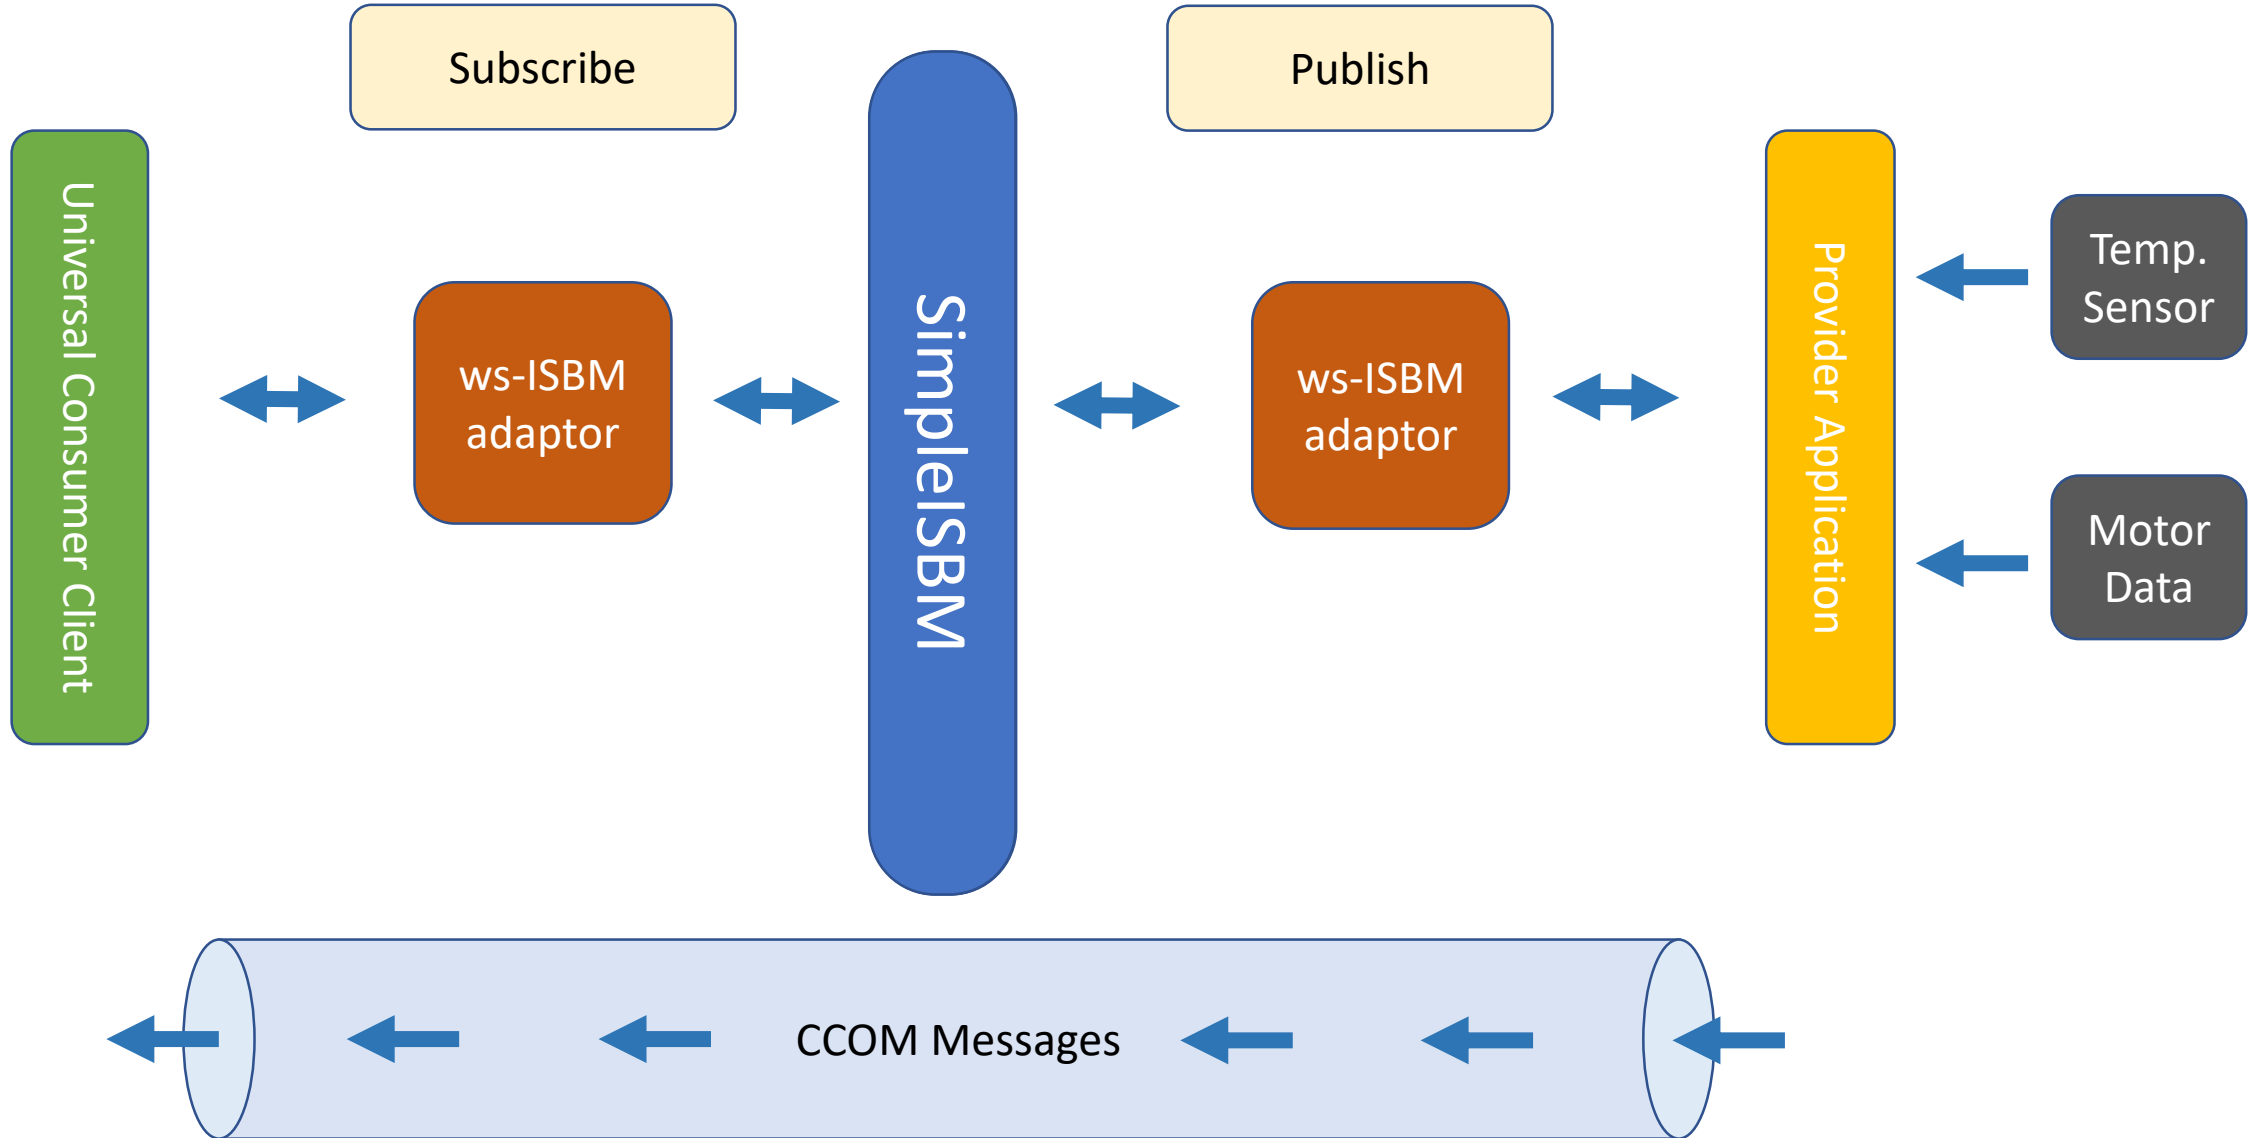 Subscribe
Publish
Universal Consumer Client
ws-ISBM
adaptor
SimpleISBM
ws-ISBM
adaptor
Provider Application
Temp.
Sensor
Motor
Data
CCOM Messages